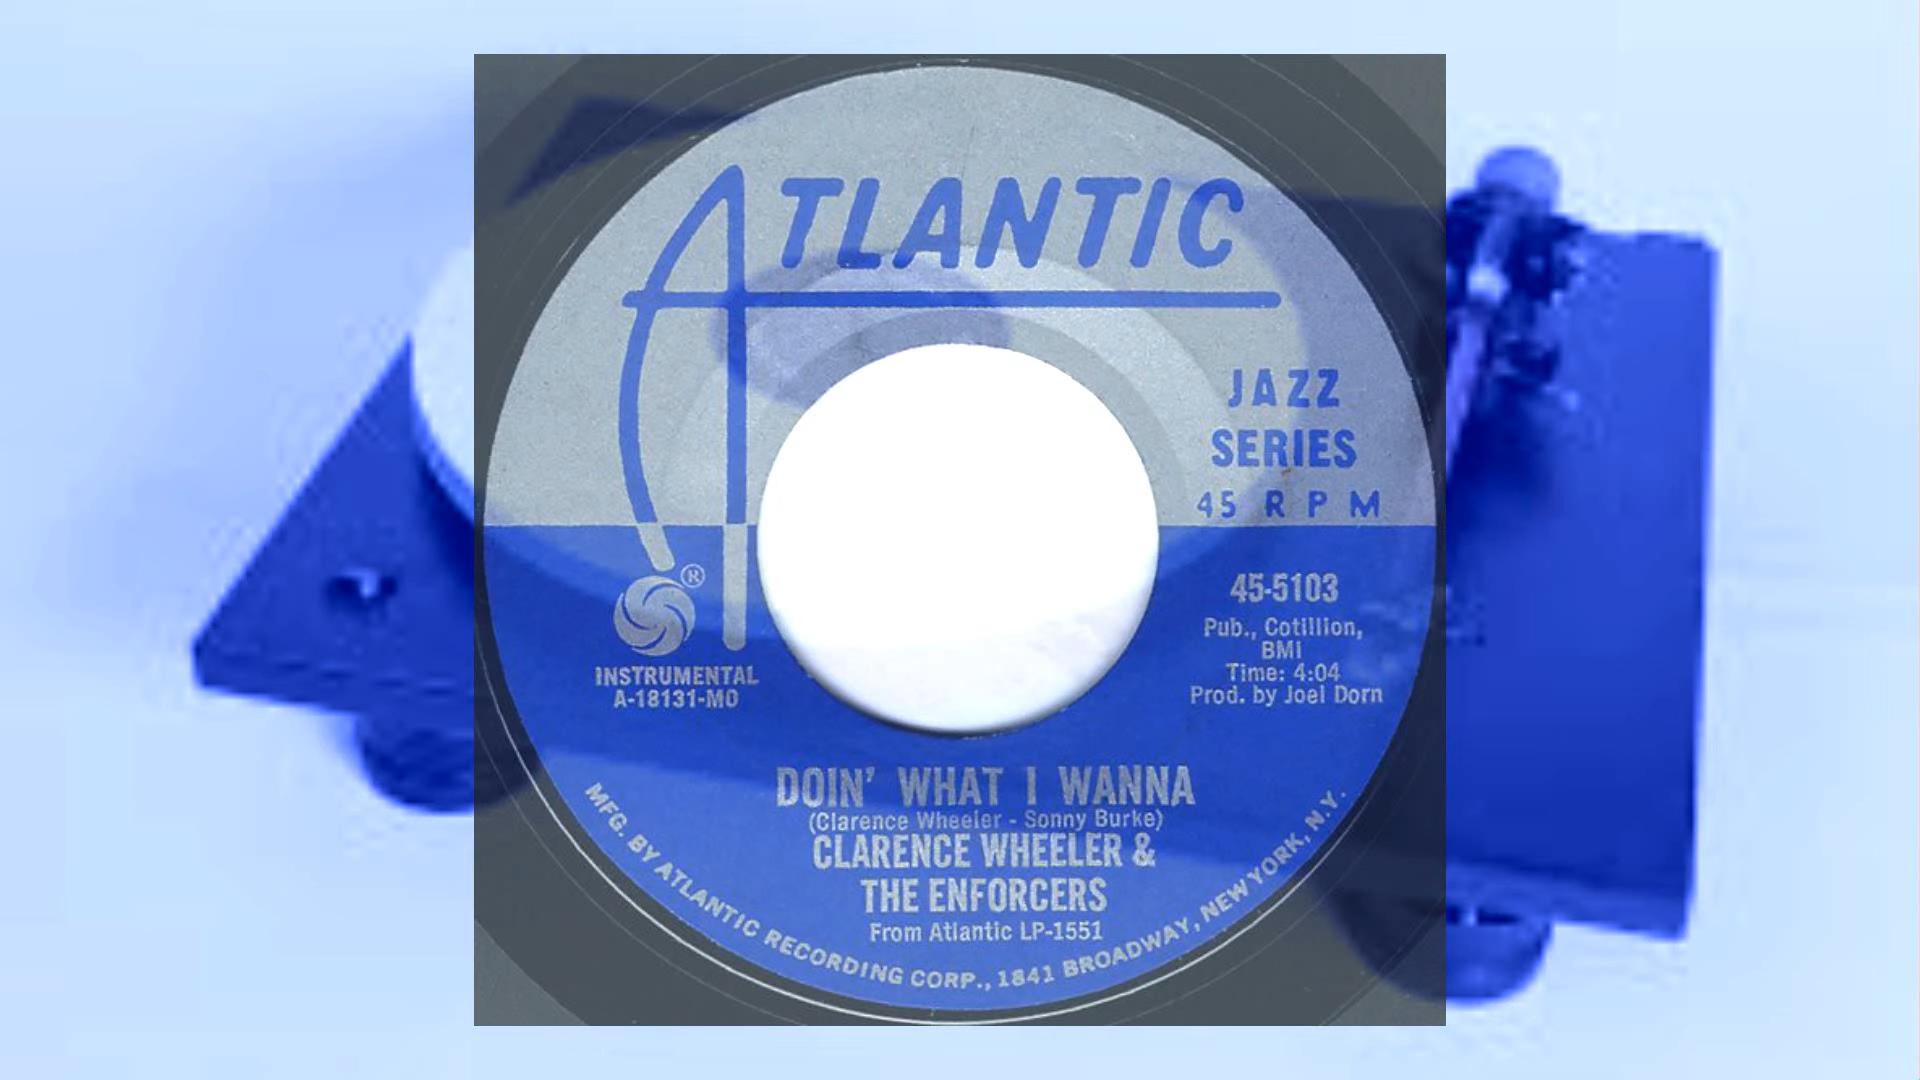 ATLANTIC
JAZZ
SERIES
45 RPM
®
INSTRUMENTAL
A-18131-MO
45-5103
Pub., Cotillion,
BMI
Time: 4:04
Prod. by Joel Dorn
DOIN' WHAT I WANNA
(Clarence Wheeler - Sonny Burke)
CLARENCE WHEELER &
THE ENFORCERS
From Atlantic LP-1551
MFG. BY ATLANTIC RECORDING CORP., 1841 BROADWAY, NEW YORK, N.Y.